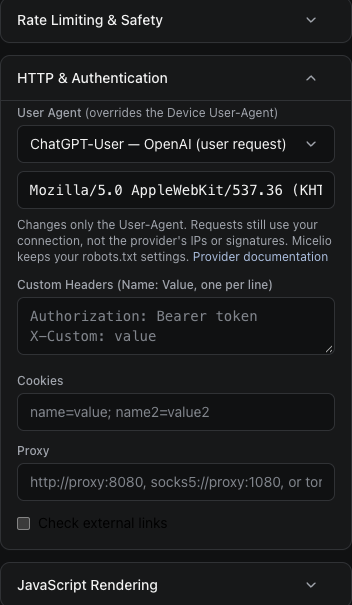 Rate Limiting & Safety
HTTP & Authentication
User Agent (overrides the Device User-Agent)
ChatGPT-User — OpenAI (user request)
Mozilla/5.0 AppleWebKit/537.36 (KHT
Changes only the User-Agent. Requests still use your
connection, not the provider's IPs or signatures. Micelio
keeps your robots.txt settings. Provider documentation
Custom Headers (Name: Value, one per line)
Authorization: Bearer token
X-Custom: value
Cookies
name=value; name2=value2
Proxy
http://proxy:8080, socks5://proxy:1080, or tor
Check external links
JavaScript Rendering